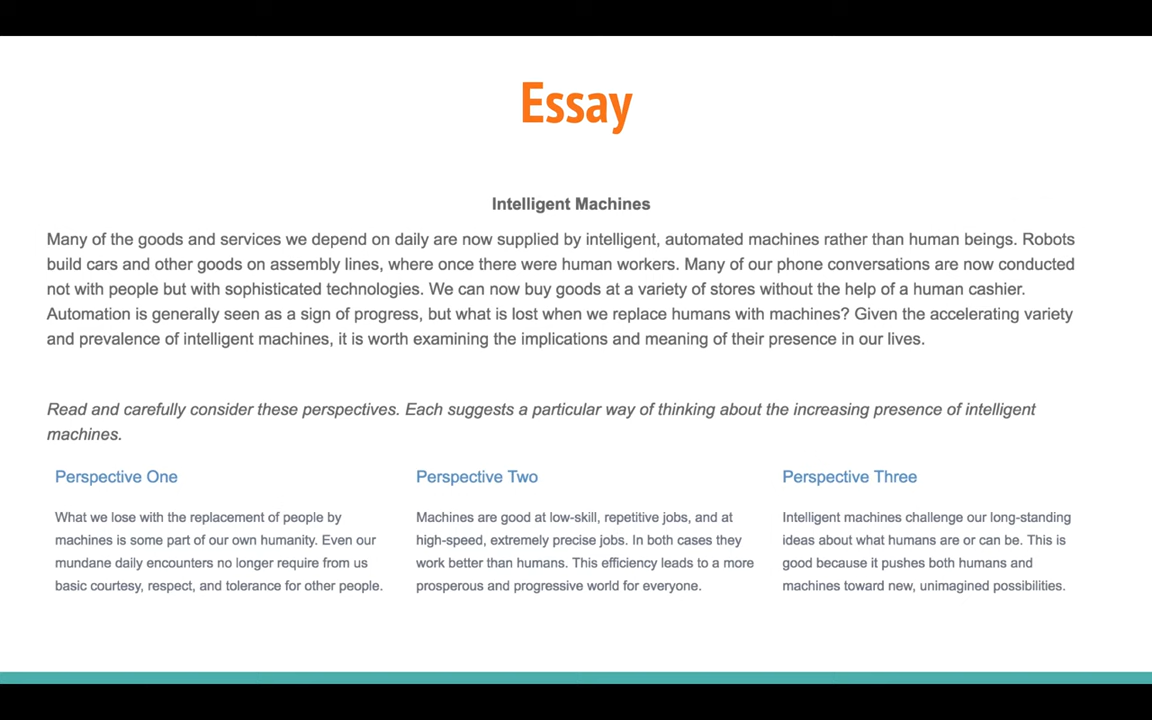 Essay
Intelligent Machines
Many of the goods and services we depend on daily are now supplied by intelligent, automated machines rather than human beings. Robots
build cars and other goods on assembly lines, where once there were human workers. Many of our phone conversations are now conducted
not with people but with sophisticated technologies. We can now buy goods at a variety of stores without the help of a human cashier.
Automation is generally seen as a sign of progress, but what is lost when we replace humans with machines? Given the accelerating variety
and prevalence of intelligent machines, it is worth examining the implications and meaning of their presence in our lives.
Read and carefully consider these perspectives. Each suggests a particular way of thinking about the increasing presence of intelligent
machines.
Perspective One
What we lose with the replacement of people by
machines is some part of our own humanity. Even our
mundane daily encounters no longer require from us
basic courtesy, respect, and tolerance for other people.
Perspective Two
Machines are good at low-skill, repetitive jobs, and at
high-speed, extremely precise jobs. In both cases they
work better than humans. This efficiency leads to a more
prosperous and progressive world for everyone.
Perspective Three
Intelligent machines challenge our long-standing
ideas about what humans are or can be. This is
good because it pushes both humans and
machines toward new, unimagined possibilities.